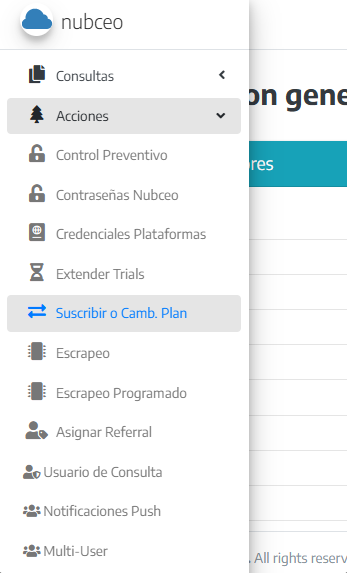 nubceo
Consultas
on gene
Acciones
ores
Control Preventivo
Contraseñas Nubceo
Credenciales Plataformas
Extender Trials
Suscribir o Camb. Plan
Escrapeo
Escrapeo Programado
Asignar Referral
Usuario de Consulta
Notificaciones Push
Multi-User
. All rights reserv